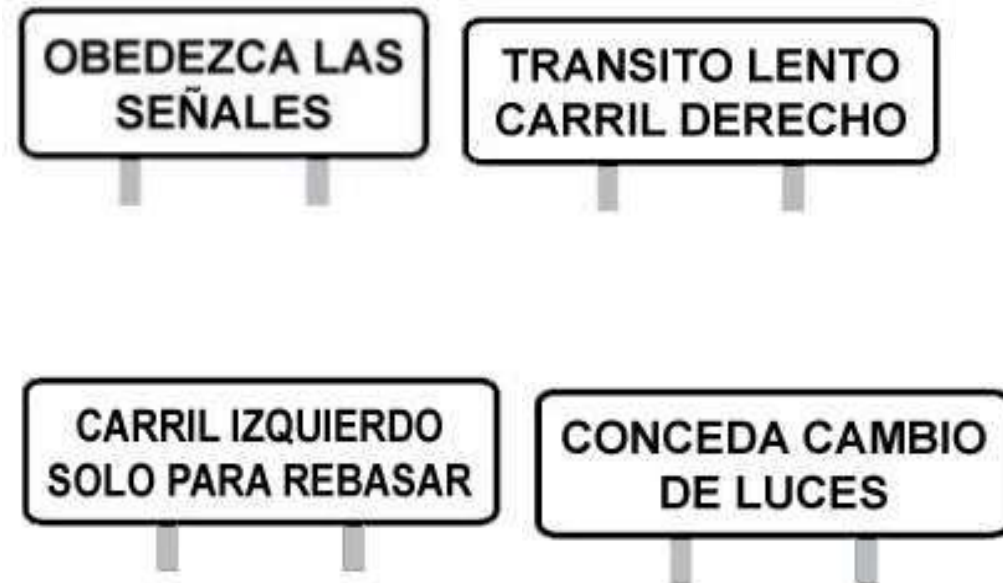 OBEDEZCA LAS
SEÑALES
TRANSITO LENTO
CARRIL DERECHO
CARRIL IZQUIERDO
SOLO PARA REBASAR
CONCEDA CAMBIO
DE LUCES